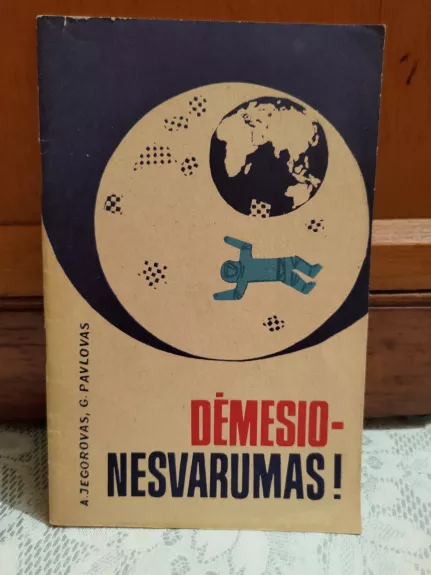 A. JEGOROVAS, G. PAVLOVAS
DĖMESIO-
NESVARUMAS!